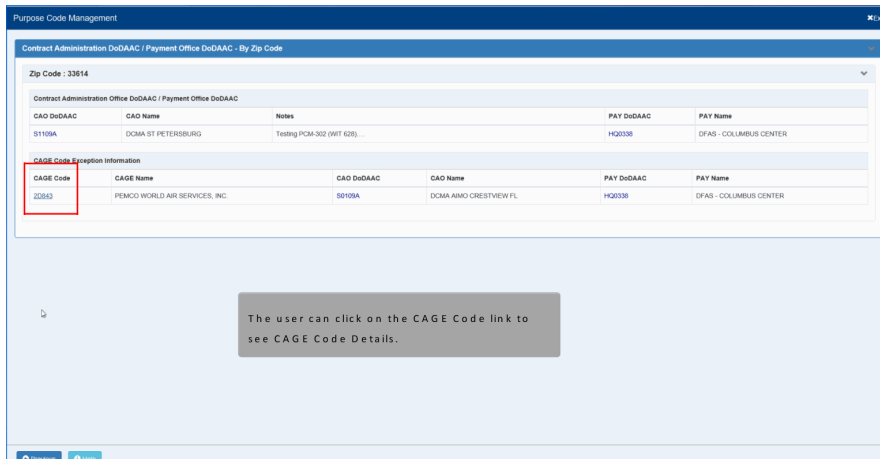 Purpose Code Management
Contract Administration DoDAAC / Payment Office DoDAAC - By Zip Code
Zip Code : 33614
Contract Administration Office DoDAAC / Payment Office DoDAAC
CAO DoDAAC CAO Name Notes PAY DoDAAC PAY Name
S1109A DCMA ST PETERSBURG Testing PCM-302 (WIT 628).... HQ0338 DFAS - COLUMBUS CENTER
CAGE Code Exception Information
CAGE Code CAGE Name CAO DoDAAC CAO Name PAY DoDAAC PAY Name
2D843 PEMCO WORLD AIR SERVICES, INC. S0109A DCMA AIMO CRESTVIEW FL HQ0338 DFAS - COLUMBUS CENTER
The user can click on the CAGE Code link to
see CAGE Code Details.